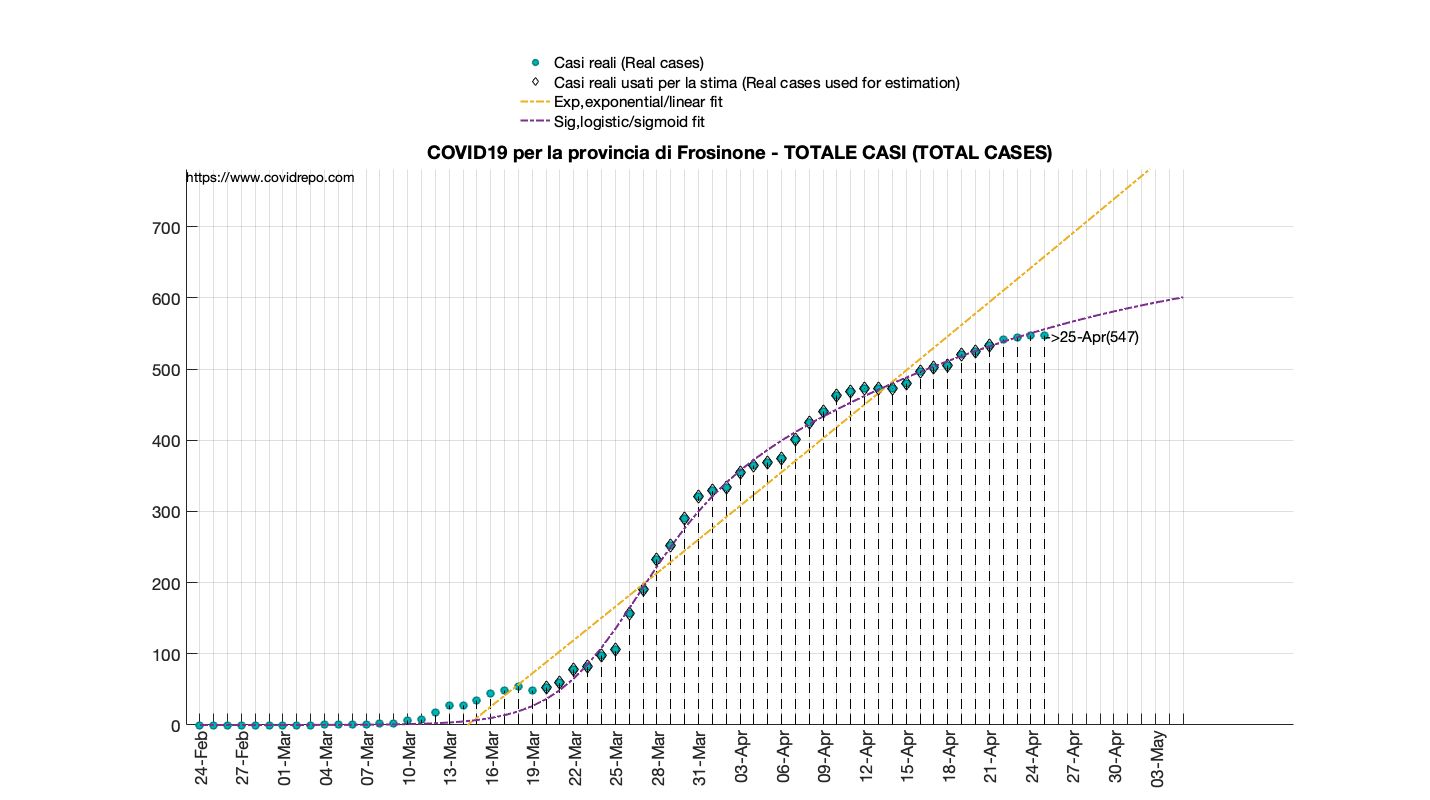 Casi reali (Real cases)
Casi reali usati per la stima (Real cases used for estimation)
Exp,exponential/linear fit
Sig,logistic/sigmoid fit
COVID19 per la provincia di Frosinone - TOTALE CASI (TOTAL CASES)
https://www.covidrepo.com
700
600
500
400
300
200
100
0
->25-Apr(547)
24-Feb
27-Feb
01-Mar
04-Mar
07-Mar
10-Mar
13-Mar
16-Mar
19-Mar
22-Mar
25-Mar
28-Mar
31-Mar
03-Apr
06-Apr
09-Apr
12-Apr
15-Apr
18-Apr
21-Apr
24-Apr
27-Apr
30-Apr
03-May